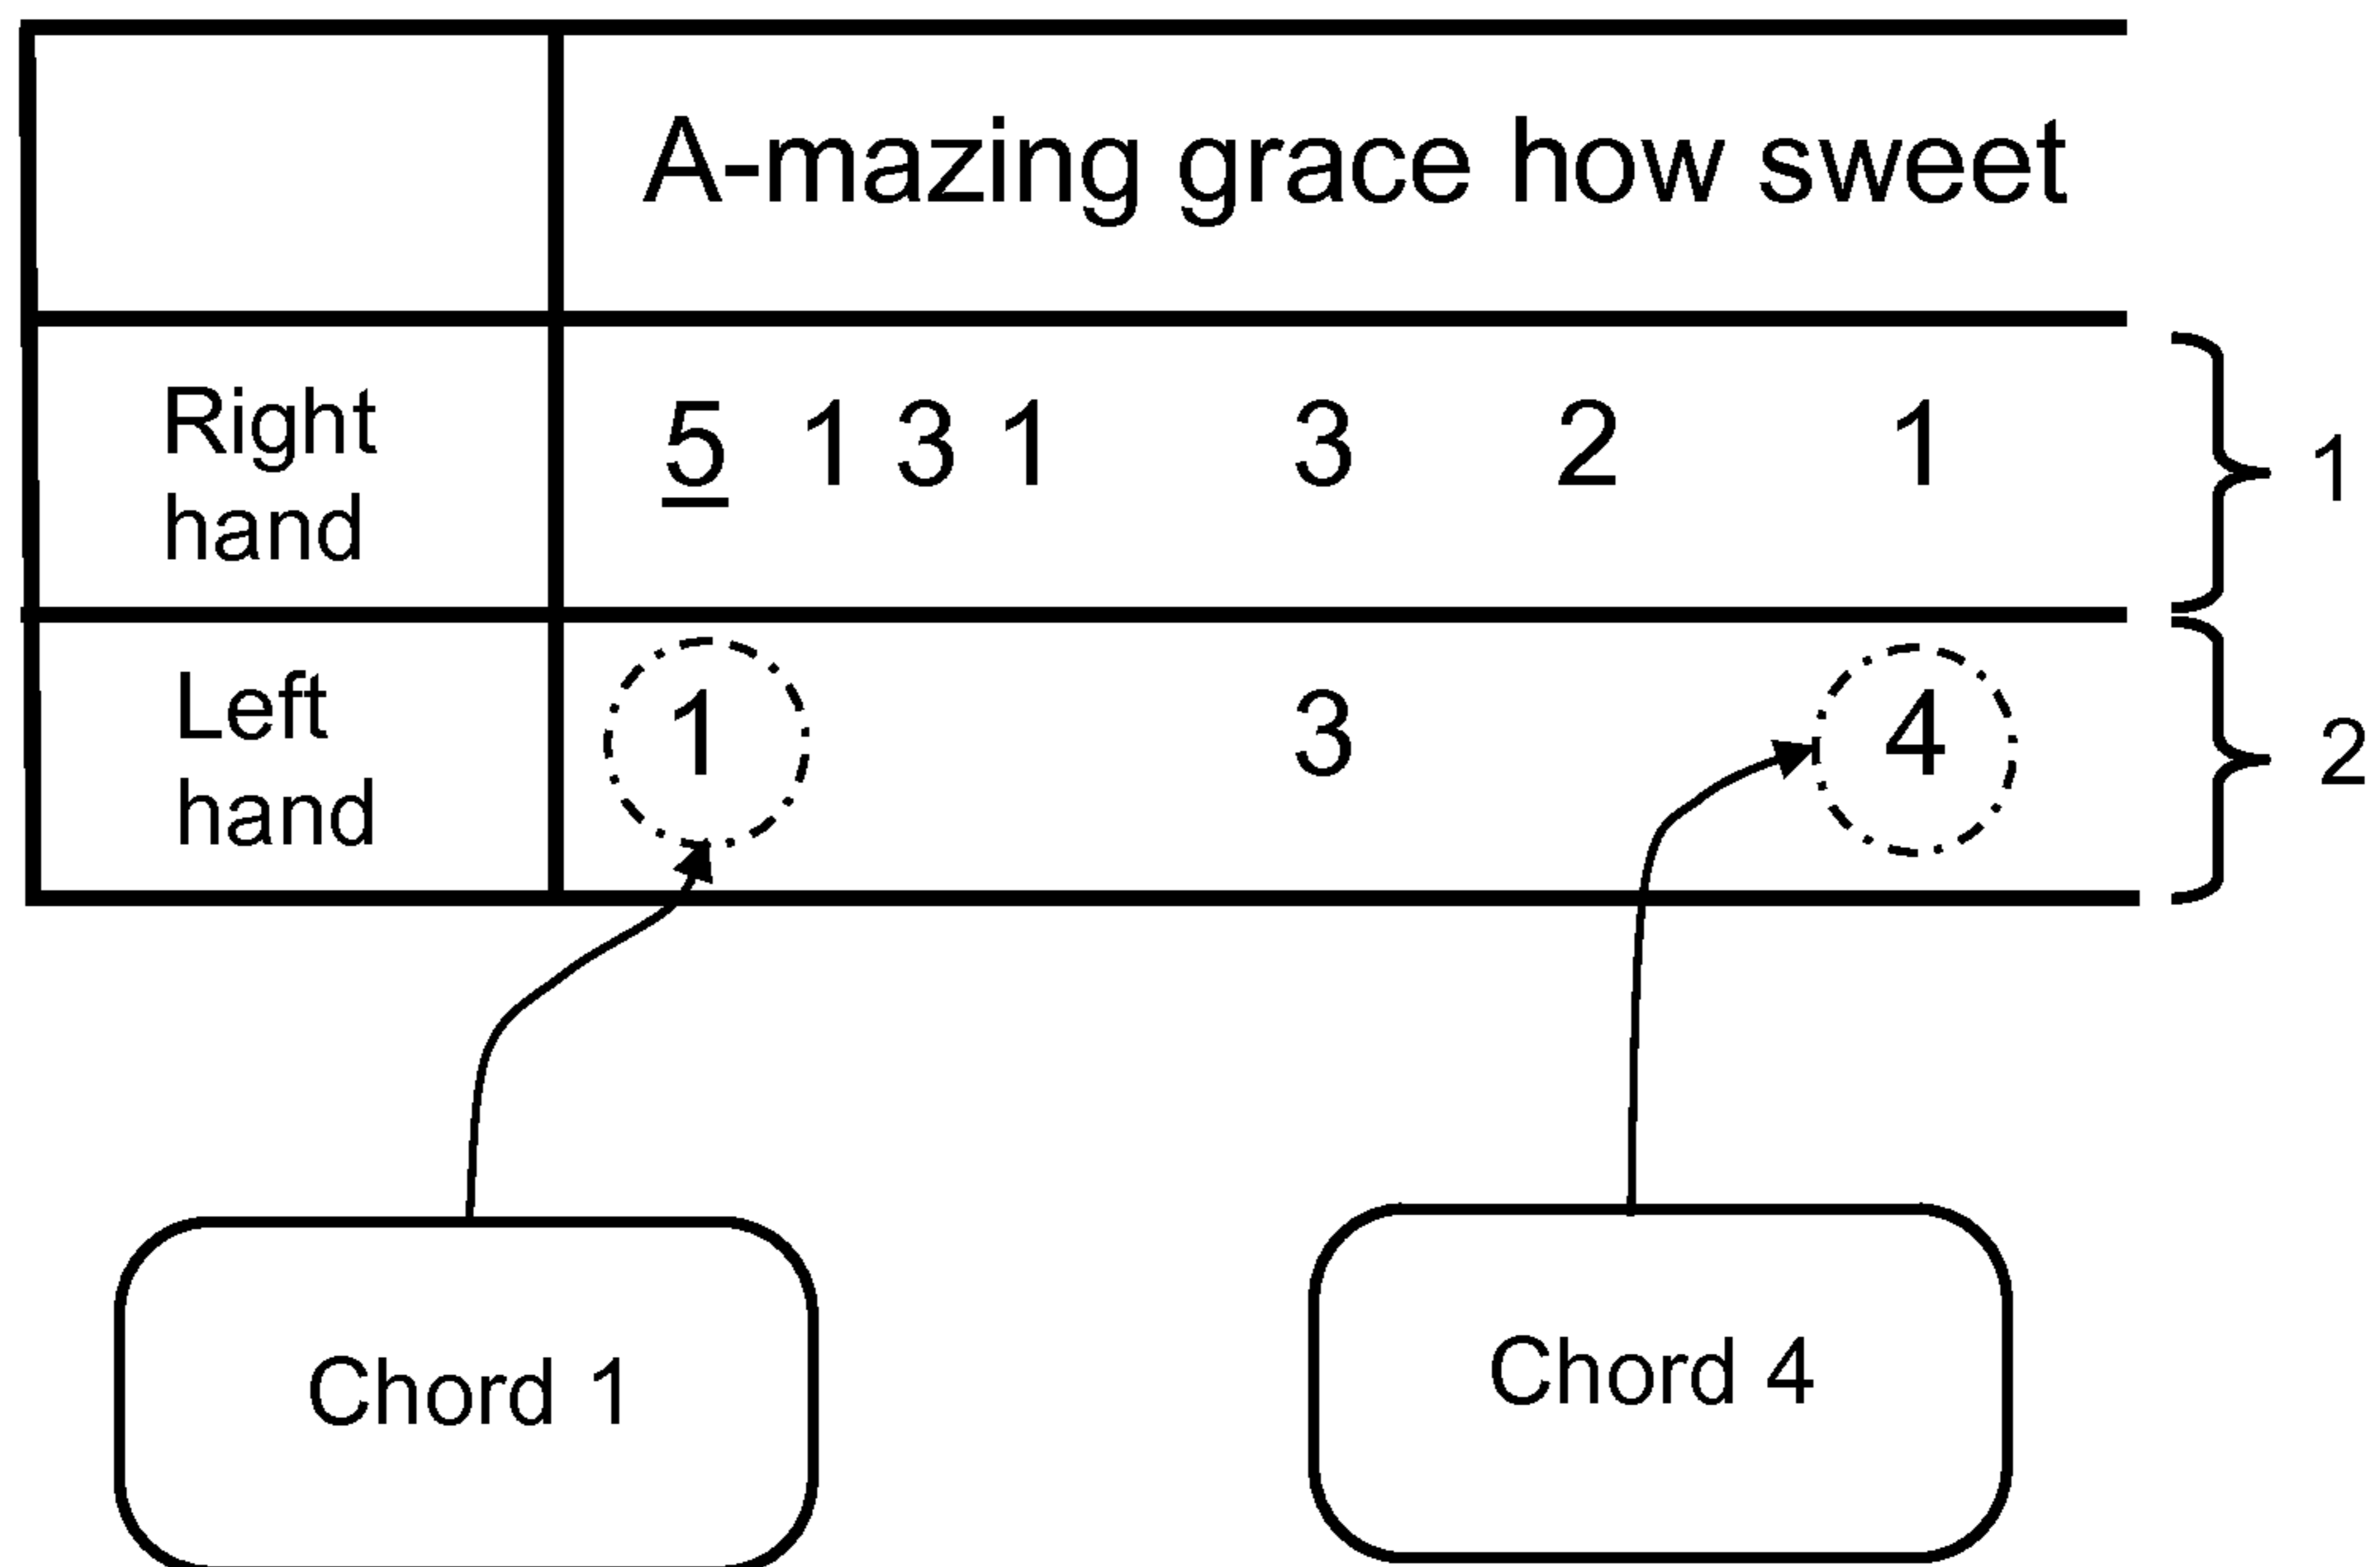 A-mazing grace how sweet
Right
hand
5 1 3 1 3 2 1
1
Left
hand
1 3 4
2
Chord 1
Chord 4